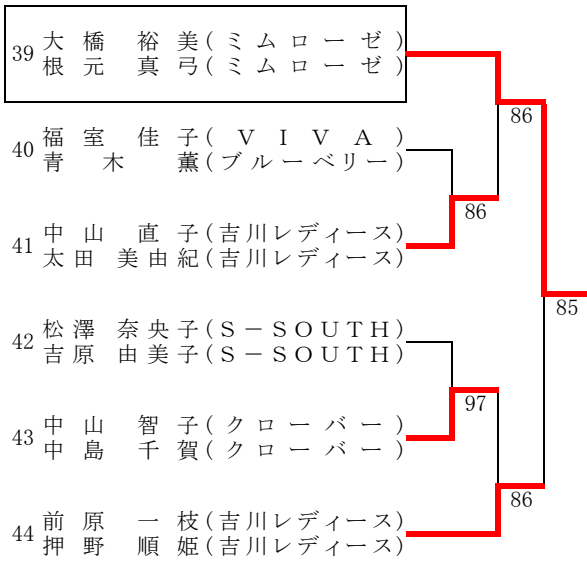 39 大橋 裕美(ミムローゼ)
根元 真弓(ミムローゼ)
86
40 福室 佳子(VIVA)
青木 薫(ブルーベリー)
86
41 中山 直子(吉川レディース)
太田 美由紀(吉川レディース)
85
42 松澤 奈央子(S-SOUTH)
吉原 由美子(S-SOUTH)
97
43 中山 智子(クローバー)
中島 千賀(クローバー)
86
44 前原 一枝(吉川レディース)
押野 順姫(吉川レディース)